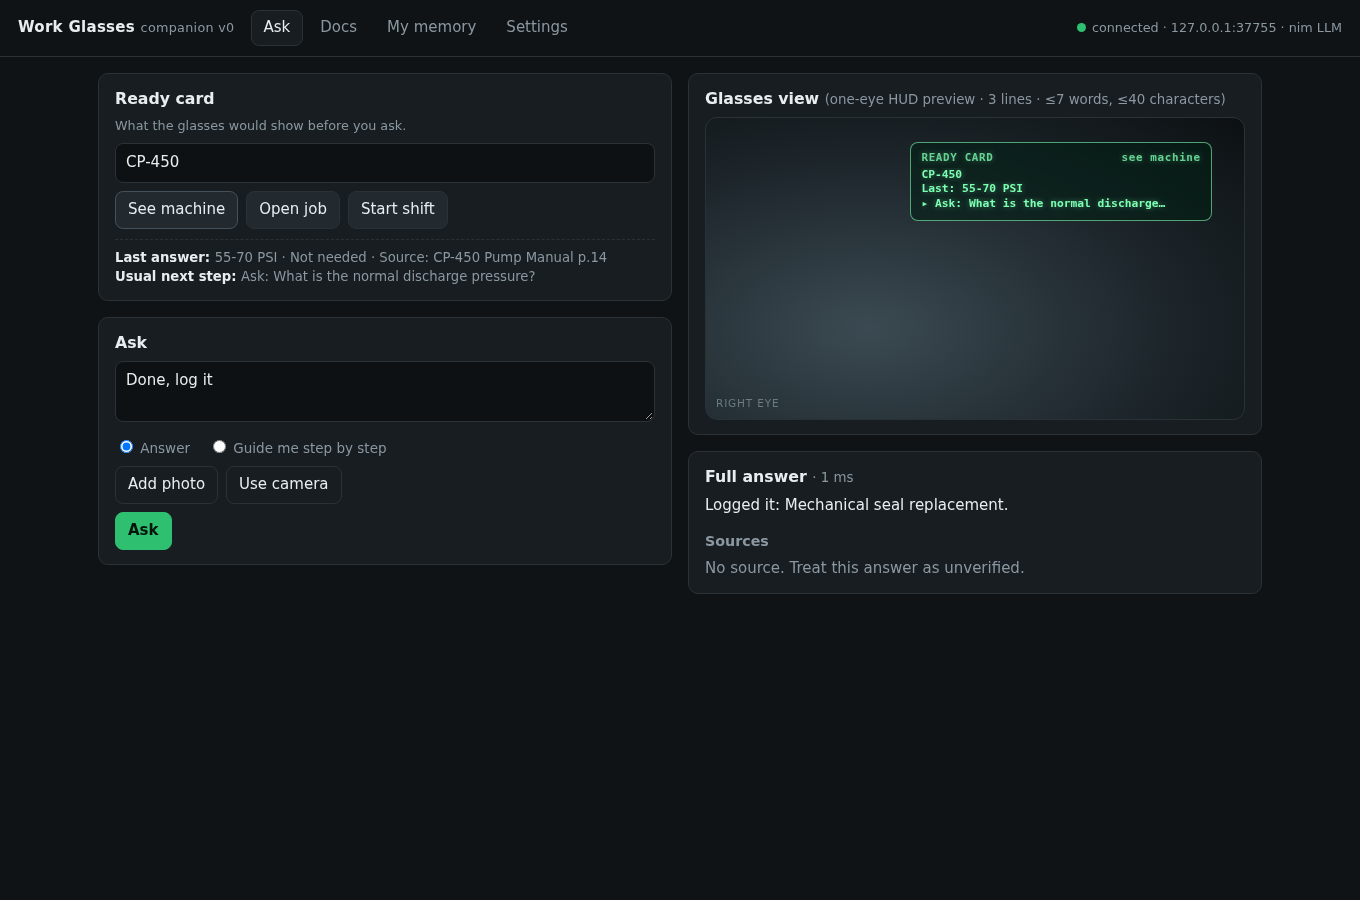 Work Glasses companion v0 Ask Docs My memory Settings connected · 127.0.0.1:37755 · nim LLM
Ready card
What the glasses would show before you ask.
CP-450
See machine Open job Start shift
Last answer: 55-70 PSI · Not needed · Source: CP-450 Pump Manual p.14
Usual next step: Ask: What is the normal discharge pressure?
Ask
Done, log it
Answer Guide me step by step
Add photo Use camera
Ask
Glasses view (one-eye HUD preview · 3 lines · ≤7 words, ≤40 characters)
READY CARD see machine
CP-450
Last: 55-70 PSI
▸ Ask: What is the normal discharge…
RIGHT EYE
Full answer · 1 ms
Logged it: Mechanical seal replacement.
Sources
No source. Treat this answer as unverified.